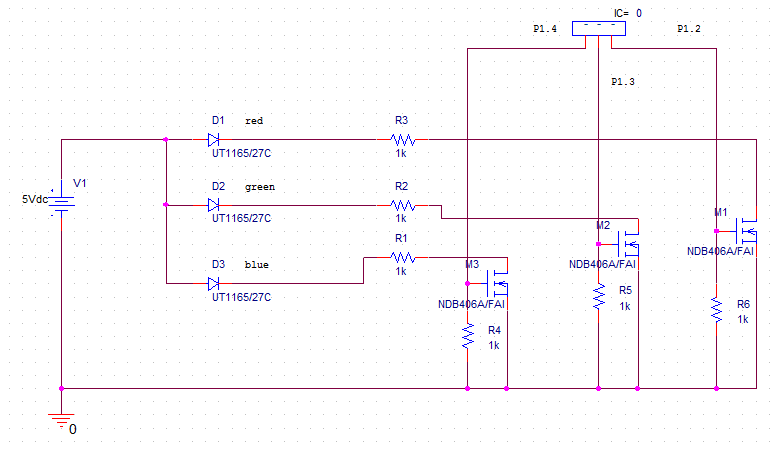 IC= 0
P1.4
P1.2
P1.3
D1 red
R3
UT1165/27C
1k
V1
5Vdc
D2 green
R2
UT1165/27C
1k
M1
M2
R1
NDB406A/FAI
D3 blue
M3
1k
NDB406A/FAI
UT1165/27C
R5
NDB406A/FAI
1k
R6
1k
R4
1k
0